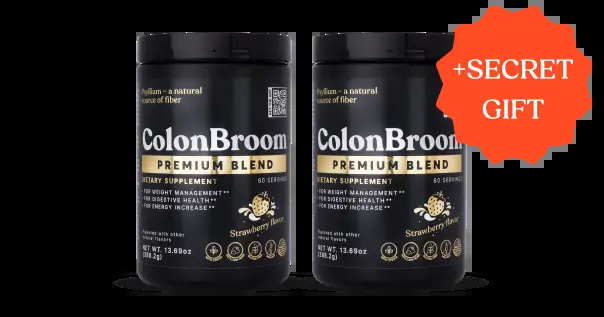 +SECRET
GIFT
Psyllium – a natural
source of fiber
ColonBroom
PREMIUM BLEND
DIETARY SUPPLEMENT
60 SERVINGS
• FOR WEIGHT MANAGEMENT**
• FOR DIGESTIVE HEALTH**
• FOR ENERGY INCREASE**
Strawberry flavor
Flavored with other
natural flavors
NET WT. 13.69oz
(388.2g)
Psyllium – a natural
source of fiber
ColonBroom
PREMIUM BLEND
DIETARY SUPPLEMENT
60 SERVINGS
• FOR WEIGHT MANAGEMENT**
• FOR DIGESTIVE HEALTH**
• FOR ENERGY INCREASE**
Strawberry flavor
Flavored with other
natural flavors
NET WT. 13.69oz
(388.2g)